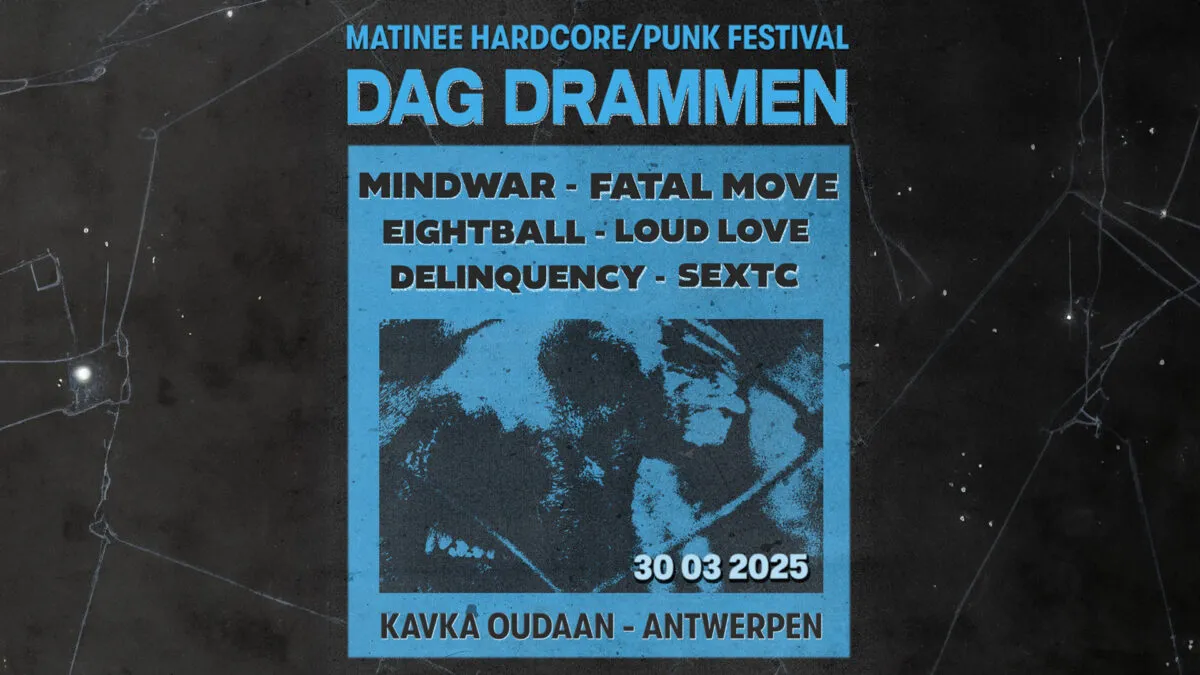 MATINEE HARDCORE/PUNK FESTIVAL
DAG DRAMMEN
MINDWAR - FATAL MOVE
EIGHTBALL - LOUD LOVE
DELINQUENCY - SEXTC
30 03 2025
KAVKA OUDAAN - ANTWERPEN